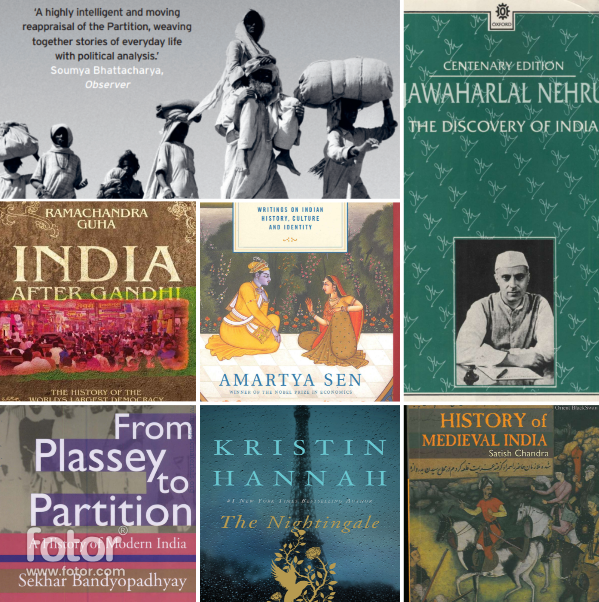 'A highly intelligent and moving
reappraisal of the Partition, weaving
together stories of everyday life
with political analysis.'
Soumya Bhattacharya,
Observer
OXFORD
CENTENARY EDITION
JAWAHARLAL NEHRU
THE DISCOVERY OF INDIA
RAMACHANDRA
GUHA
INDIA
AFTER GANDHI
THE HISTORY OF THE
WORLD'S LARGEST DEMOCRACY
WRITINGS ON INDIAN
HISTORY, CULTURE
AND IDENTITY
AMARTYA SEN
WINNER OF THE NOBEL PRIZE IN ECONOMICS
From
Plassey
to
Partition
fotor®
A History of Modern India
www.fotor.com
Sekhar Bandyopadhyay
KRISTIN
HANNAH
#1 NEW YORK TIMES BESTSELLING AUTHOR
The Nightingale
Orient BlackSwan
HISTORY of
MEDIEVAL INDIA
Satish Chandra